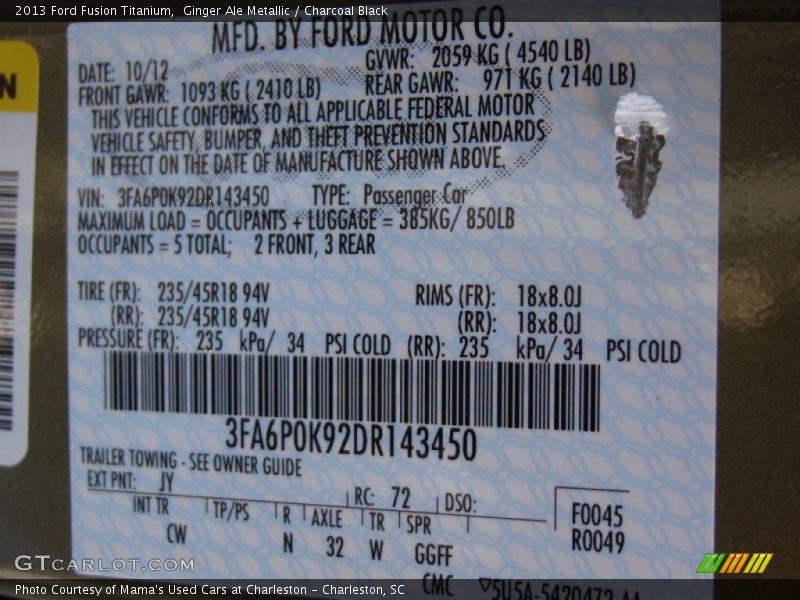 2013 Ford Fusion Titanium,  Ginger Ale Metallic / Charcoal Black
MFD. BY FORD MOTOR CO.
DATE: 10/12 GVWR: 2059 KG ( 4540 LB)
FRONT GAWR: 1093 KG ( 2410 LB) REAR GAWR: 971 KG ( 2140 LB)
THIS VEHICLE CONFORMS TO ALL APPLICABLE FEDERAL MOTOR
VEHICLE SAFETY, BUMPER, AND THEFT PREVENTION STANDARDS
IN EFFECT ON THE DATE OF MANUFACTURE SHOWN ABOVE.
VIN: 3FA6P0K92DR143450 TYPE: Passenger Car
MAXIMUM LOAD = OCCUPANTS + LUGGAGE = 385KG/ 850LB
OCCUPANTS = 5 TOTAL; 2 FRONT, 3 REAR
TIRE (FR): 235/45R18 94V RIMS (FR): 18x8.0J
(RR): 235/45R18 94V (RR): 18x8.0J
PRESSURE (FR): 235 kPa/ 34 PSI COLD (RR): 235 kPa/ 34 PSI COLD
3FA6P0K92DR143450
TRAILER TOWING - SEE OWNER GUIDE
EXT PNT: JY RC: 72 DSO:
INT TR TP/PS R AXLE TR SPR F0045
CW N 32 W GGFF R0049
CMC
N
GTCARLOT.COM
Photo Courtesy of Mama's Used Cars at Charleston - Charleston, SC